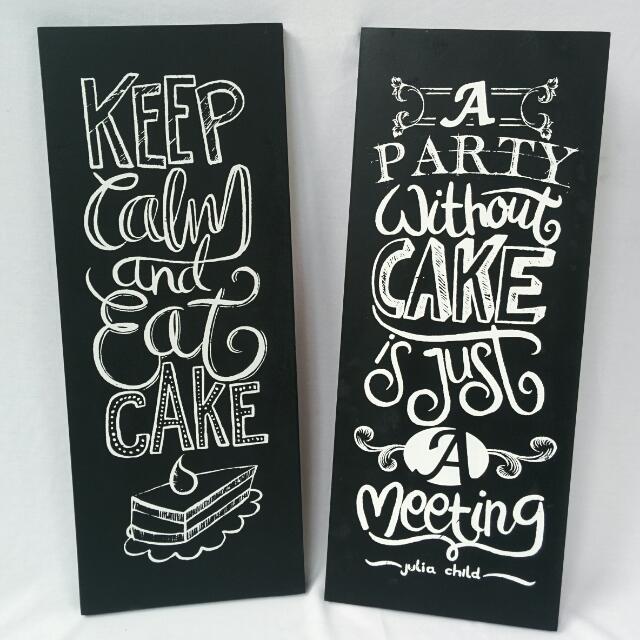 KEEP
Calm
and
Eat
CAKE
A
PARTY
Without
CAKE
is just
A
Meeting
julia child